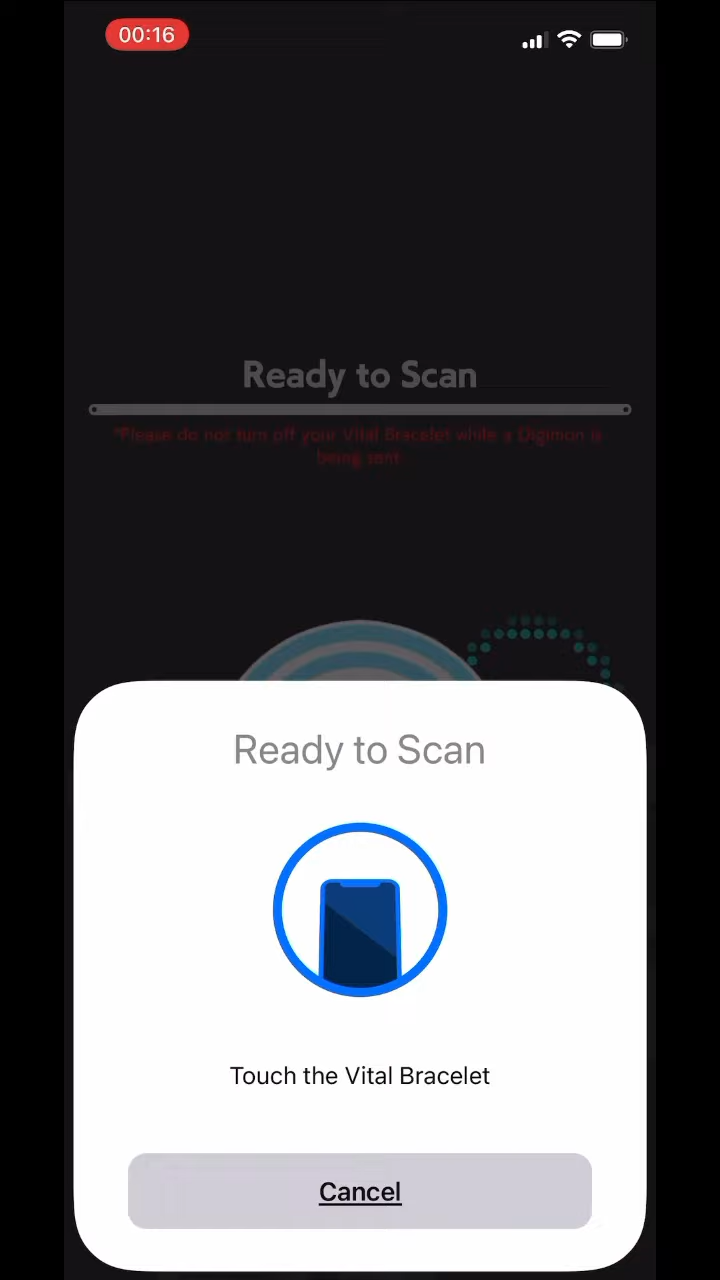 00:16
Ready to Scan
*Please do not turn off your Vital Bracelet while a Digimon is
being sent.
Ready to Scan
Touch the Vital Bracelet
Cancel